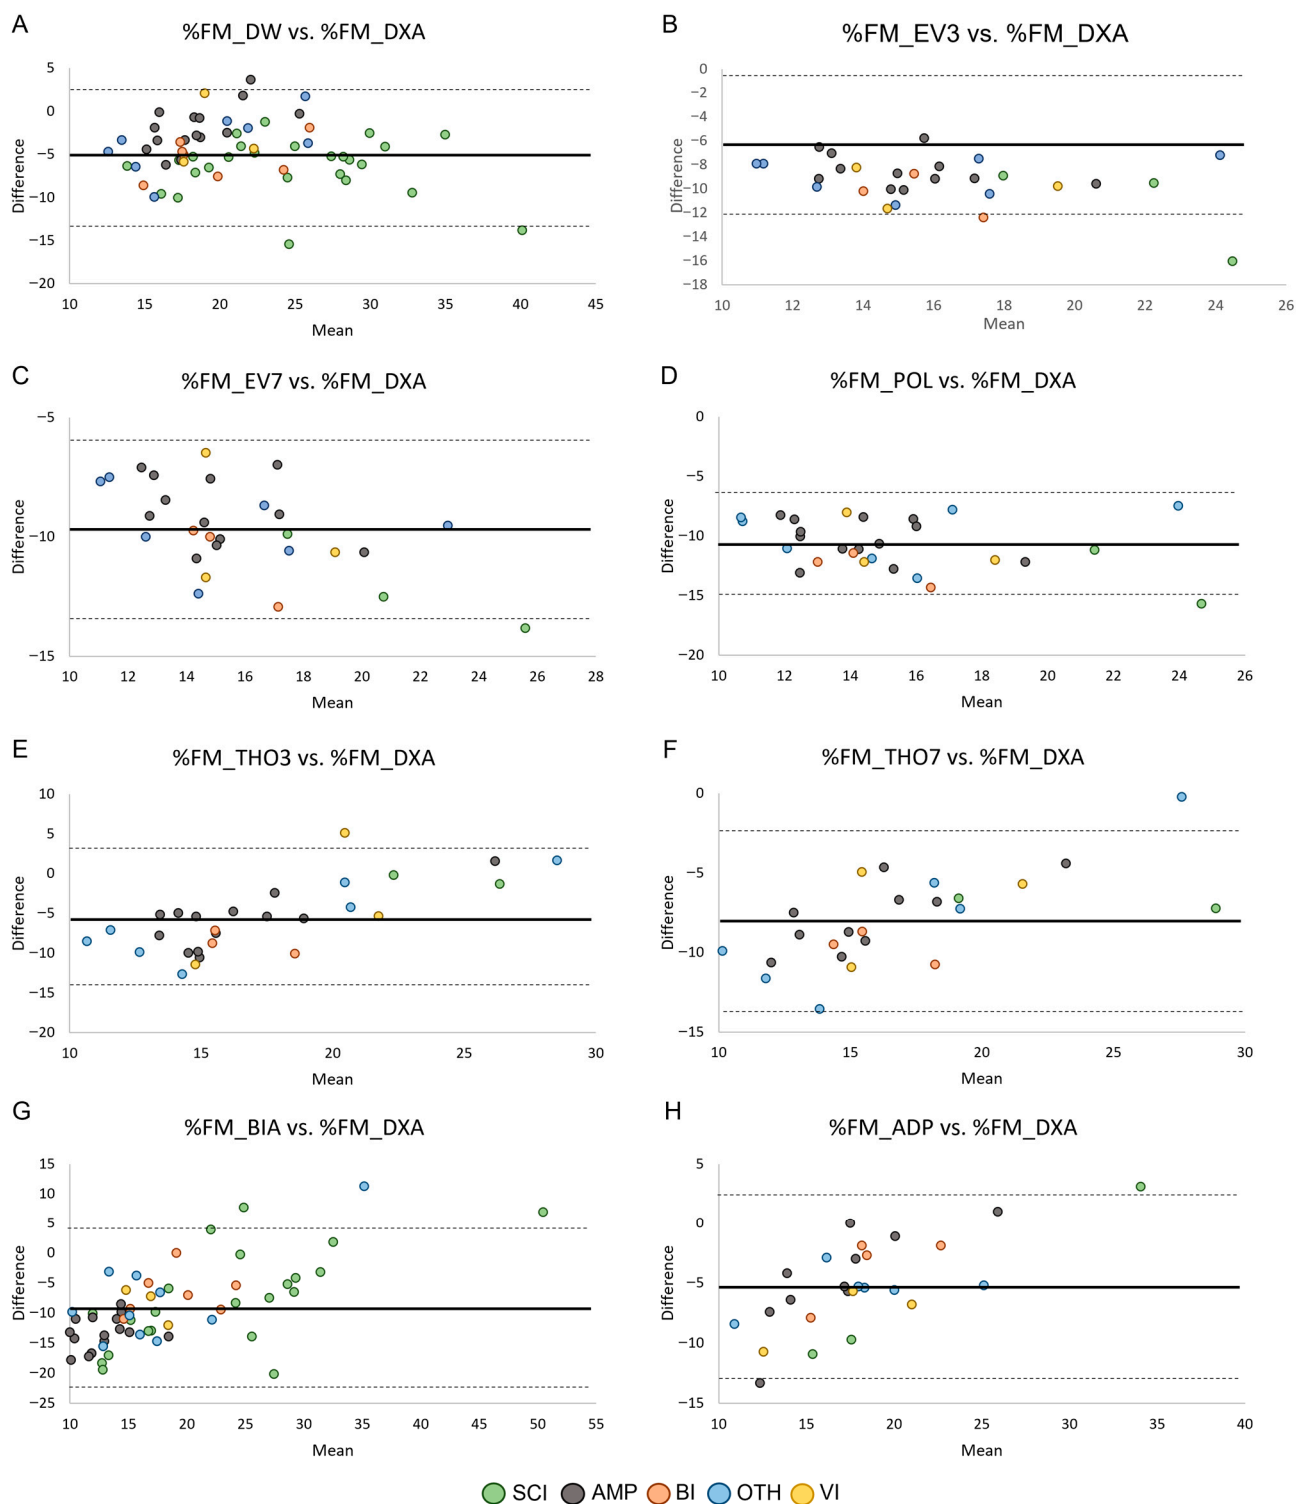 A
%FM_DW vs. %FM_DXA
5
0
−5
−10
−15
−20
Difference
10 15 20 25 30 35 40 45
Mean
B
%FM_EV3 vs. %FM_DXA
0
−2
−4
−6
−8
−10
−12
−14
−16
−18
Difference
10 12 14 16 18 20 22 24 26
Mean
C
%FM_EV7 vs. %FM_DXA
−5
−10
−15
Difference
10 12 14 16 18 20 22 24 26 28
Mean
D
%FM_POL vs. %FM_DXA
0
−5
−10
−15
−20
Difference
10 12 14 16 18 20 22 24 26
Mean
E
%FM_THO3 vs. %FM_DXA
10
5
0
−5
−10
−15
−20
Difference
10 15 20 25 30
Mean
F
%FM_THO7 vs. %FM_DXA
0
−5
−10
−15
Difference
10 15 20 25 30
Mean
G
%FM_BIA vs. %FM_DXA
15
10
5
0
−5
−10
−15
−20
−25
Difference
10 15 20 25 30 35 40 45 50 55
Mean
H
%FM_ADP vs. %FM_DXA
5
0
−5
−10
−15
Difference
10 15 20 25 30 35 40
Mean
SCI AMP BI OTH VI